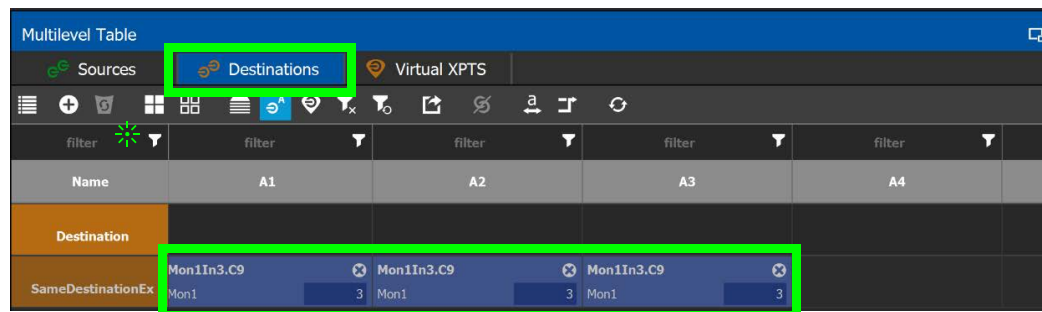 Multilevel Table
Sources Destinations Virtual XPTS
a
filter filter filter filter filter
Name A1 A2 A3 A4
Destination
Mon1In3.C9 Mon1In3.C9 Mon1In3.C9
SameDestinationEx Mon1 3 Mon1 3 Mon1 3